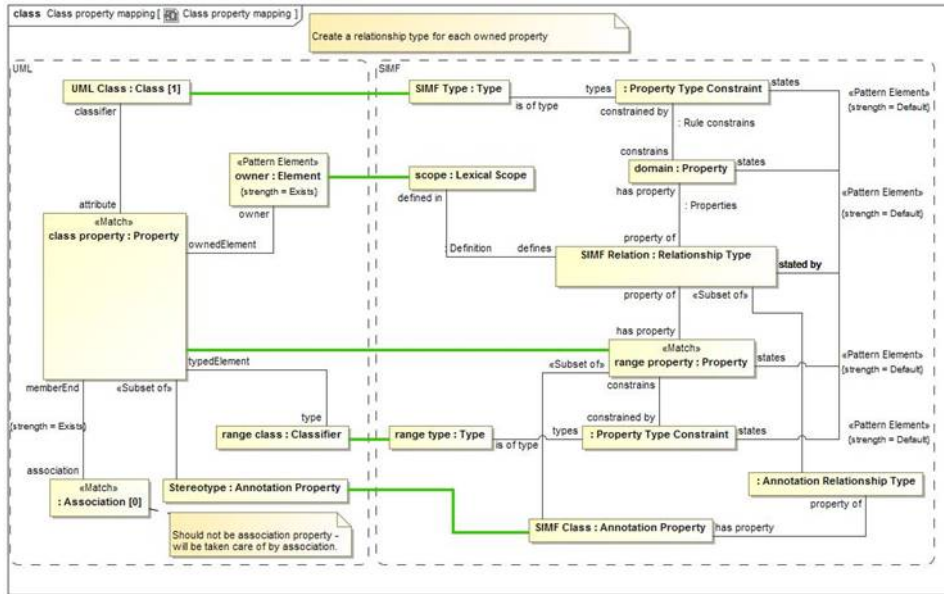 class Class property mapping [ Class property mapping ]
Create a relationship type for each owned property
UML
SIMF
UML Class : Class [1]
classifier
SIMF Type : Type
is of type
types
: Property Type Constraint
states
constrained by
: Rule constrains
«Pattern Element»
{strength = Default}
«Pattern Element»
owner : Element
{strength = Exists}
owner
scope : Lexical Scope
defined in
constrains
domain : Property
states
has property
: Properties
«Pattern Element»
{strength = Default}
attribute
«Match»
class property : Property
ownedElement
: Definition
defines
property of
SIMF Relation : Relationship Type
stated by
property of
«Subset of»
has property
typedElement
«Match»
range property : Property
states
«Subset of»
constrains
«Pattern Element»
{strength = Default}
memberEnd
«Subset of»
{strength = Exists}
type
range class : Classifier
range type : Type
is of type
constrained by
types
: Property Type Constraint
states
«Pattern Element»
{strength = Default}
association
«Match»
: Association [0]
Stereotype : Annotation Property
: Annotation Relationship Type
property of
Should not be association property -
will be taken care of by association.
SIMF Class : Annotation Property
has property